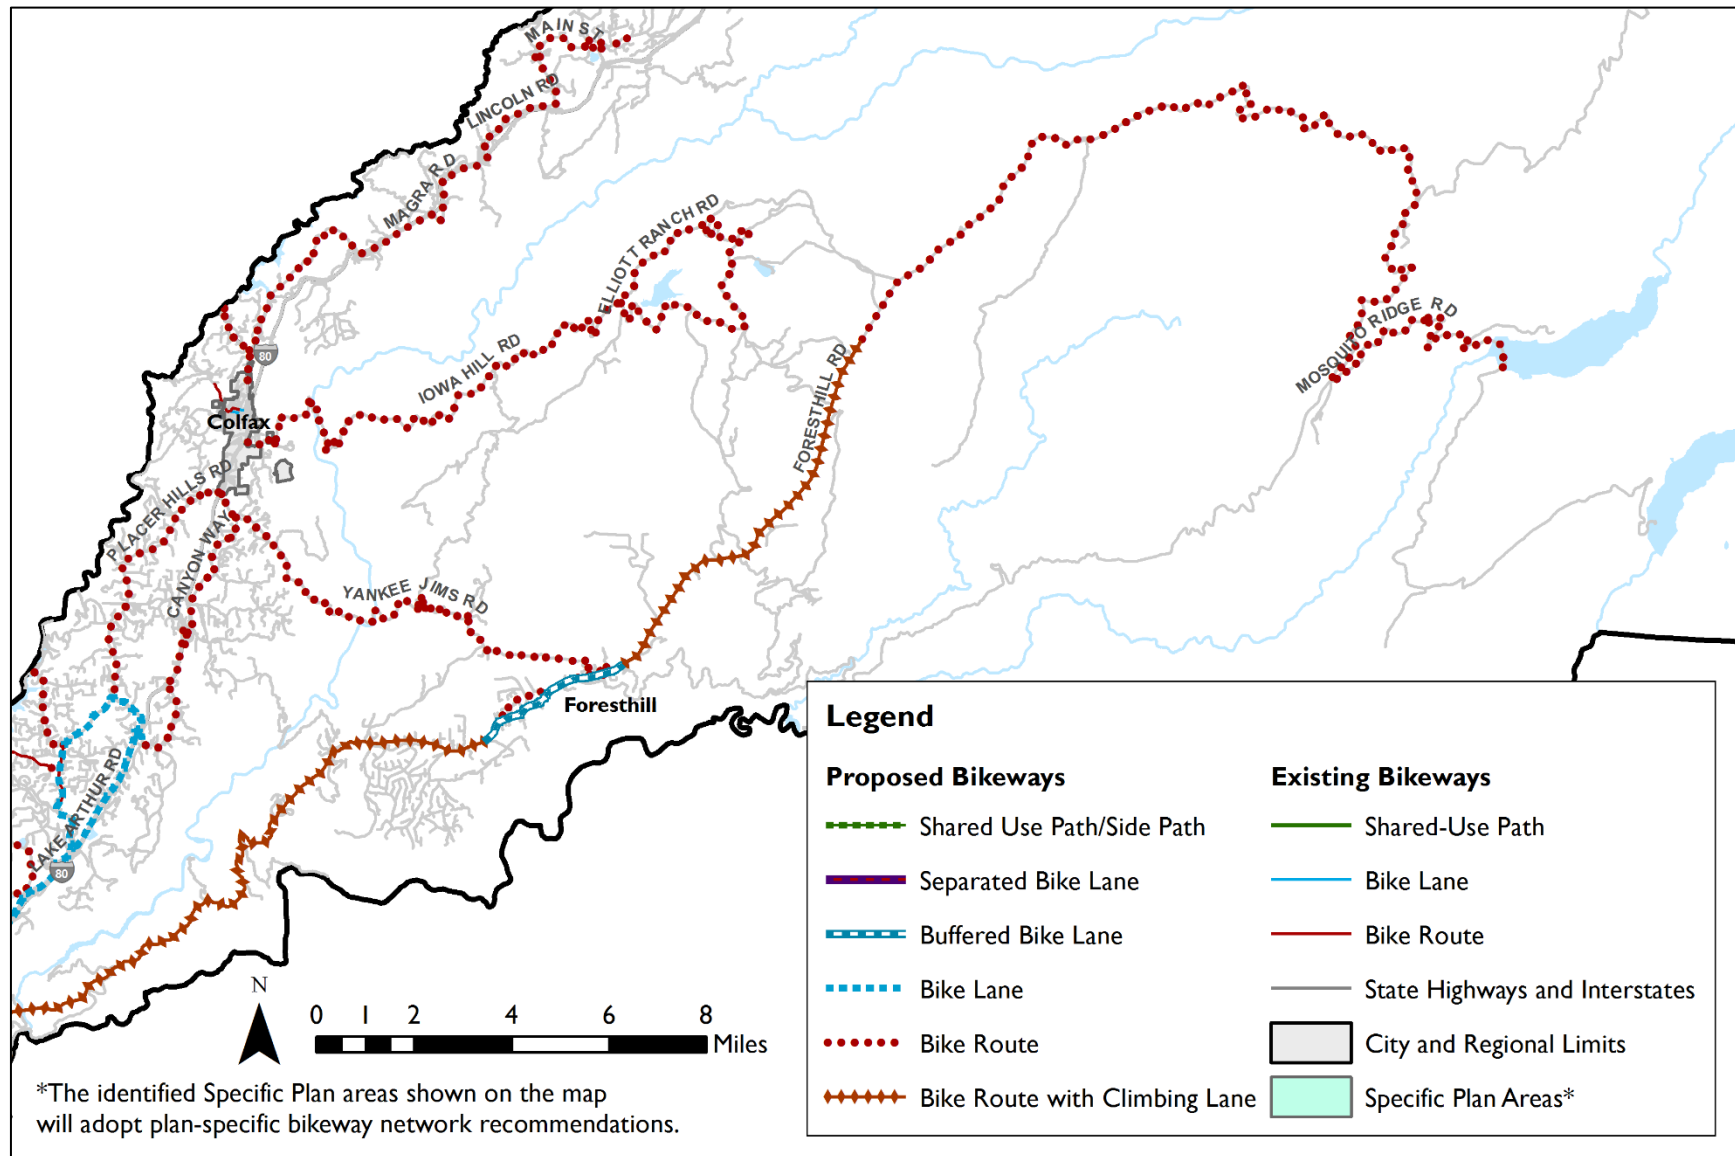 MAIN ST
LINCOLN RD
MAGRA RD
ELLIOTT RANCH RD
80
IOWA HILL RD
MOSQUITO RIDGE RD
FORESTHILL RD
Colfax
PLACER HILLS RD
CANYON WAY
YANKEE JIMS RD
Foresthill
LAKE ARTHUR RD
80
Legend
Proposed Bikeways
Shared Use Path/Side Path
Separated Bike Lane
Buffered Bike Lane
Bike Lane
Bike Route
Bike Route with Climbing Lane
Existing Bikeways
Shared-Use Path
Bike Lane
Bike Route
State Highways and Interstates
City and Regional Limits
Specific Plan Areas*
N
0 1 2 4 6 8
Miles
*The identified Specific Plan areas shown on the map
will adopt plan-specific bikeway network recommendations.